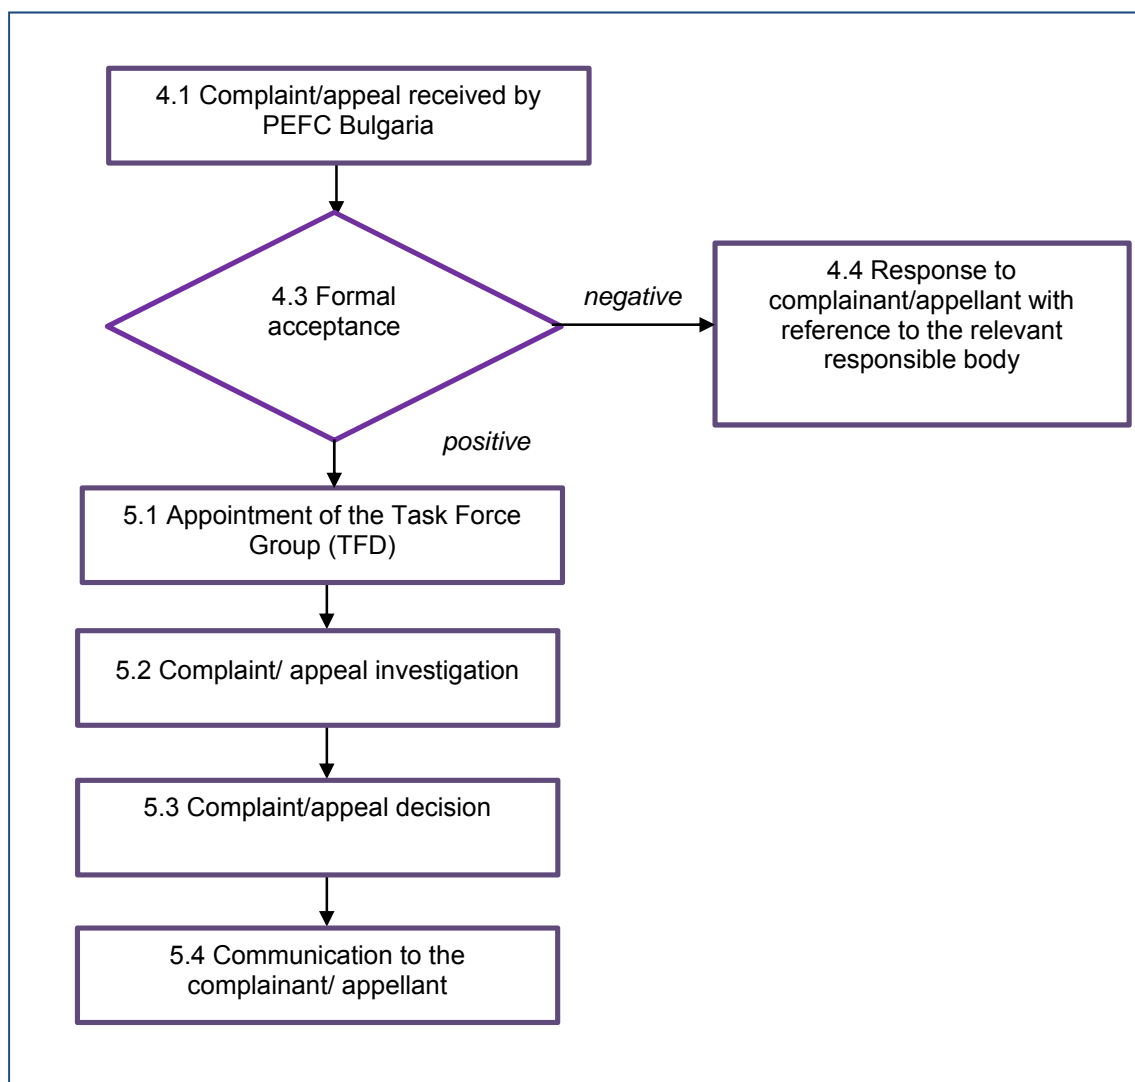 4.1 Complaint/appeal received by
PEFC Bulgaria
4.3 Formal
acceptance
negative
4.4 Response to
complainant/appellant with
reference to the relevant
responsible body
positive
5.1 Appointment of the Task Force
Group (TFD)
5.2 Complaint/ appeal investigation
5.3 Complaint/appeal decision
5.4 Communication to the
complainant/ appellant